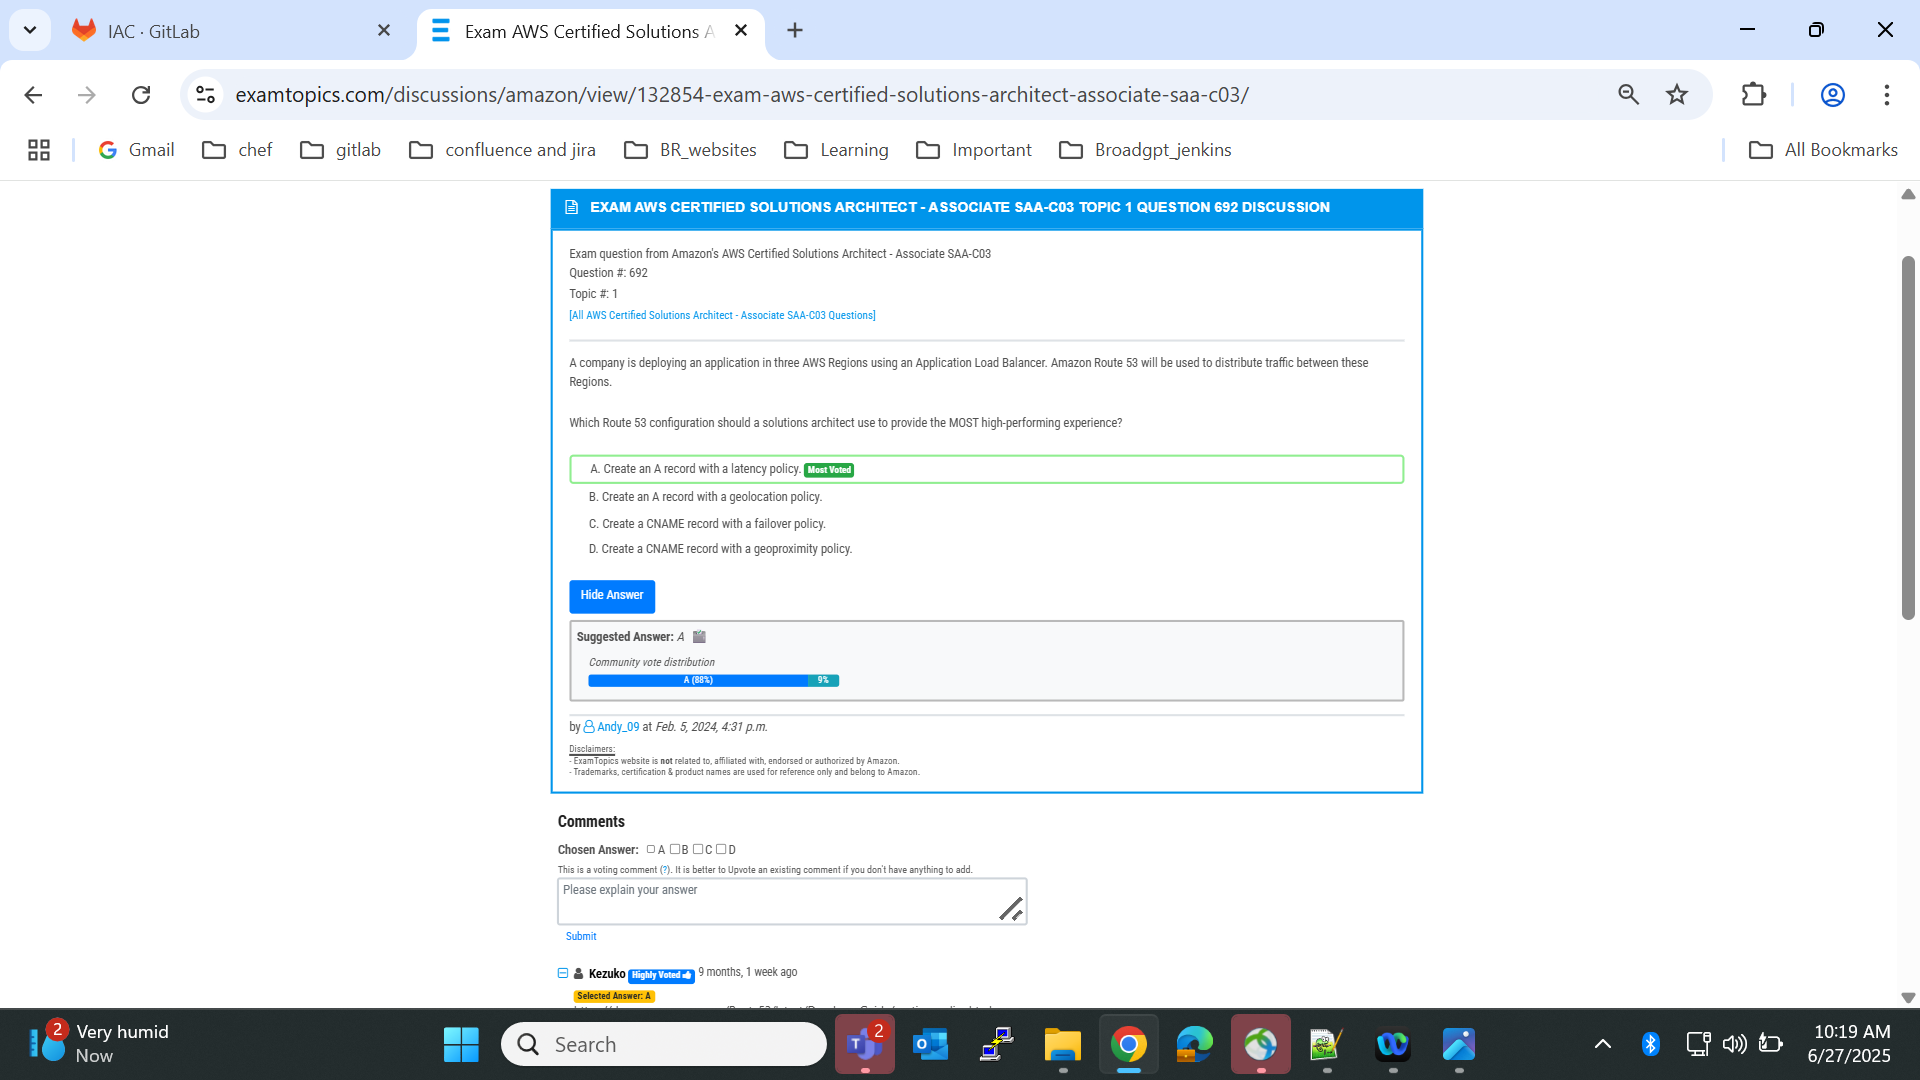 IAC · GitLab
Exam AWS Certified Solutions A
examtopics.com/discussions/amazon/view/132854-exam-aws-certified-solutions-architect-associate-saa-c03/
Gmail
chef
gitlab
confluence and jira
BR_websites
Learning
Important
Broadgpt_jenkins
All Bookmarks
EXAM AWS CERTIFIED SOLUTIONS ARCHITECT - ASSOCIATE SAA-C03 TOPIC 1 QUESTION 692 DISCUSSION
Exam question from Amazon's AWS Certified Solutions Architect - Associate SAA-C03
Question #: 692
Topic #: 1
[All AWS Certified Solutions Architect - Associate SAA-C03 Questions]
A company is deploying an application in three AWS Regions using an Application Load Balancer. Amazon Route 53 will be used to distribute traffic between these
Regions.
Which Route 53 configuration should a solutions architect use to provide the MOST high-performing experience?
A. Create an A record with a latency policy. Most Voted
B. Create an A record with a geolocation policy.
C. Create a CNAME record with a failover policy.
D. Create a CNAME record with a geoproximity policy.
Hide Answer
Suggested Answer: A
Community vote distribution
A (88%) 9%
by Andy_09 at Feb. 5, 2024, 4:31 p.m.
Disclaimers:
- ExamTopics website is not related to, affiliated with, endorsed or authorized by Amazon.
- Trademarks, certification & product names are used for reference only and belong to Amazon.
Comments
Chosen Answer: A B C D
This is a voting comment (?). It is better to Upvote an existing comment if you don't have anything to add.
Please explain your answer
Submit
Kezuko Highly Voted 9 months, 1 week ago
Selected Answer: A
2
Very humid
Now
Search
2
10:19 AM
6/27/2025